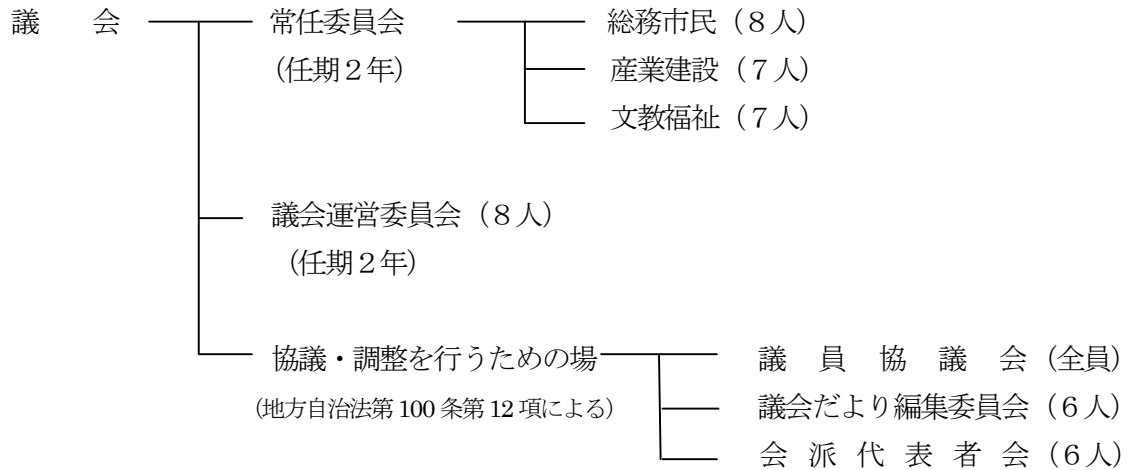 議　会　常任委員会　総務市民（８人）
（任期２年）　産業建設（７人）
文教福祉（７人）
議会運営委員会（８人）
（任期２年）
協議・調整を行うための場　議員協議会（全員）
（地方自治法第100条第12項による）　議会だより編集委員会（６人）
会派代表者会（６人）